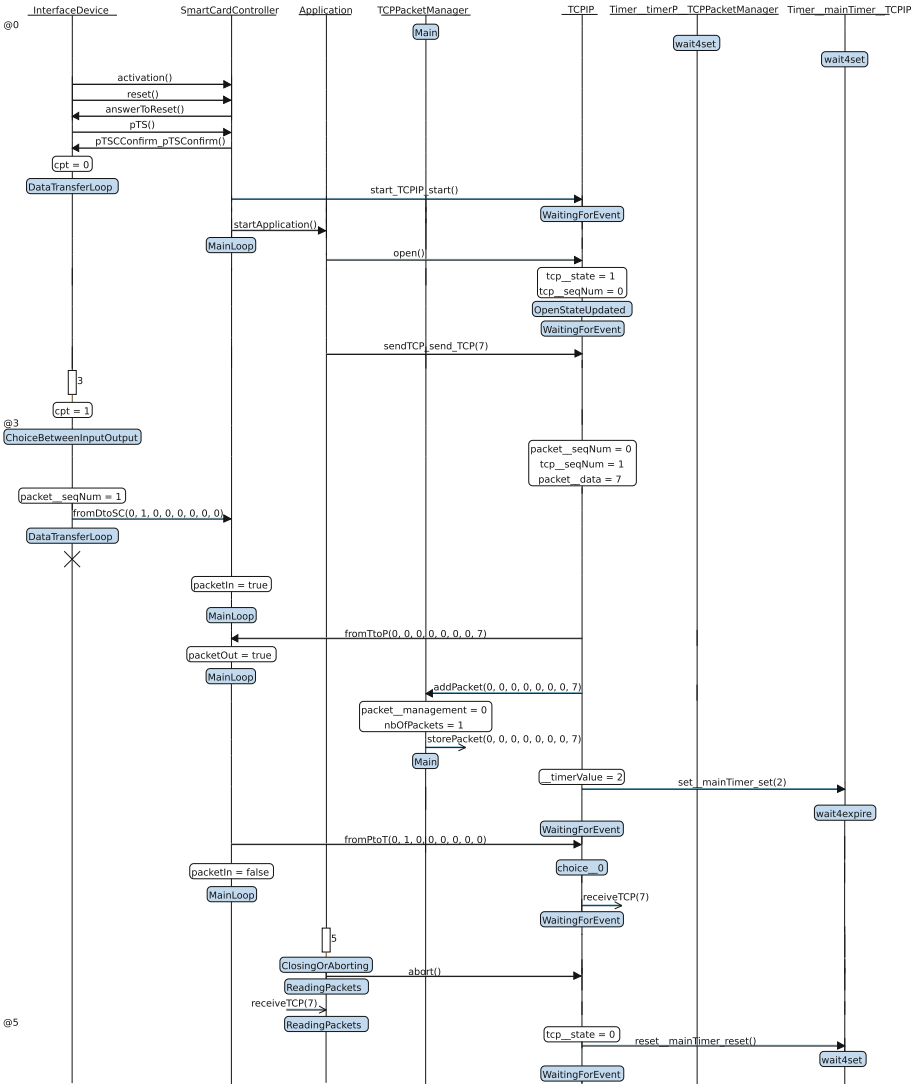 InterfaceDevice SmartCardController Application TCPPacketManager TCPIP Timer__timerP__TCPPacketManager Timer__mainTimer__TCPIP
@0
Main
wait4set
wait4set
activation()
reset()
answerToReset()
pTS()
pTSCConfirm_pTSConfirm()
cpt = 0
DataTransferLoop
start_TCPIP_start()
WaitingForEvent
startApplication()
MainLoop
open()
tcp__state = 1
tcp__seqNum = 0
OpenStateUpdated
WaitingForEvent
sendTCP_send_TCP(7)
3
cpt = 1
@3
ChoiceBetweenInputOutput
packet__seqNum = 0
tcp__seqNum = 1
packet__data = 7
packet__seqNum = 1
fromDtoSC(0, 1, 0, 0, 0, 0, 0, 0)
DataTransferLoop
packetIn = true
MainLoop
fromTtoP(0, 0, 0, 0, 0, 0, 0, 7)
packetOut = true
MainLoop
addPacket(0, 0, 0, 0, 0, 0, 0, 7)
packet__management = 0
nbOfPackets = 1
storePacket(0, 0, 0, 0, 0, 0, 0, 7)
Main
__timerValue = 2
set__mainTimer_set(2)
wait4expire
WaitingForEvent
fromPtoT(0, 1, 0, 0, 0, 0, 0, 0)
choice__0
packetIn = false
MainLoop
receiveTCP(7)
WaitingForEvent
5
ClosingOrAborting
abort()
ReadingPackets
receiveTCP(7)
@5
ReadingPackets
tcp__state = 0
reset__mainTimer_reset()
wait4set
WaitingForEvent